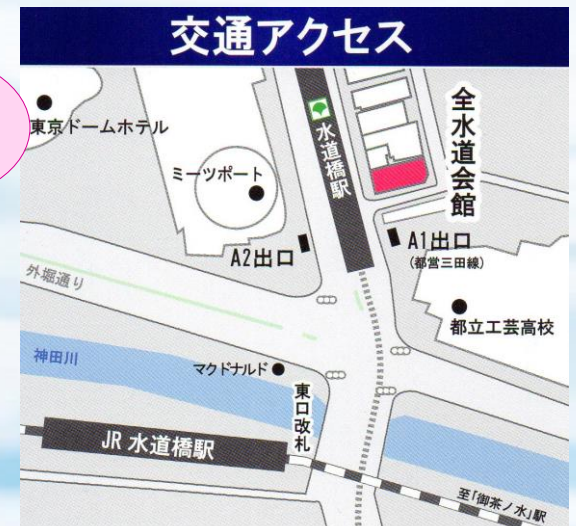 交通アクセス
東京ドームホテル
ミーツポート
水道橋駅
全水道会館
A2出口
A1出口
(都営三田線)
外堀通り
都立工芸高校
神田川
マクドナルド
東口改札
JR 水道橋駅
至「御茶ノ水」駅